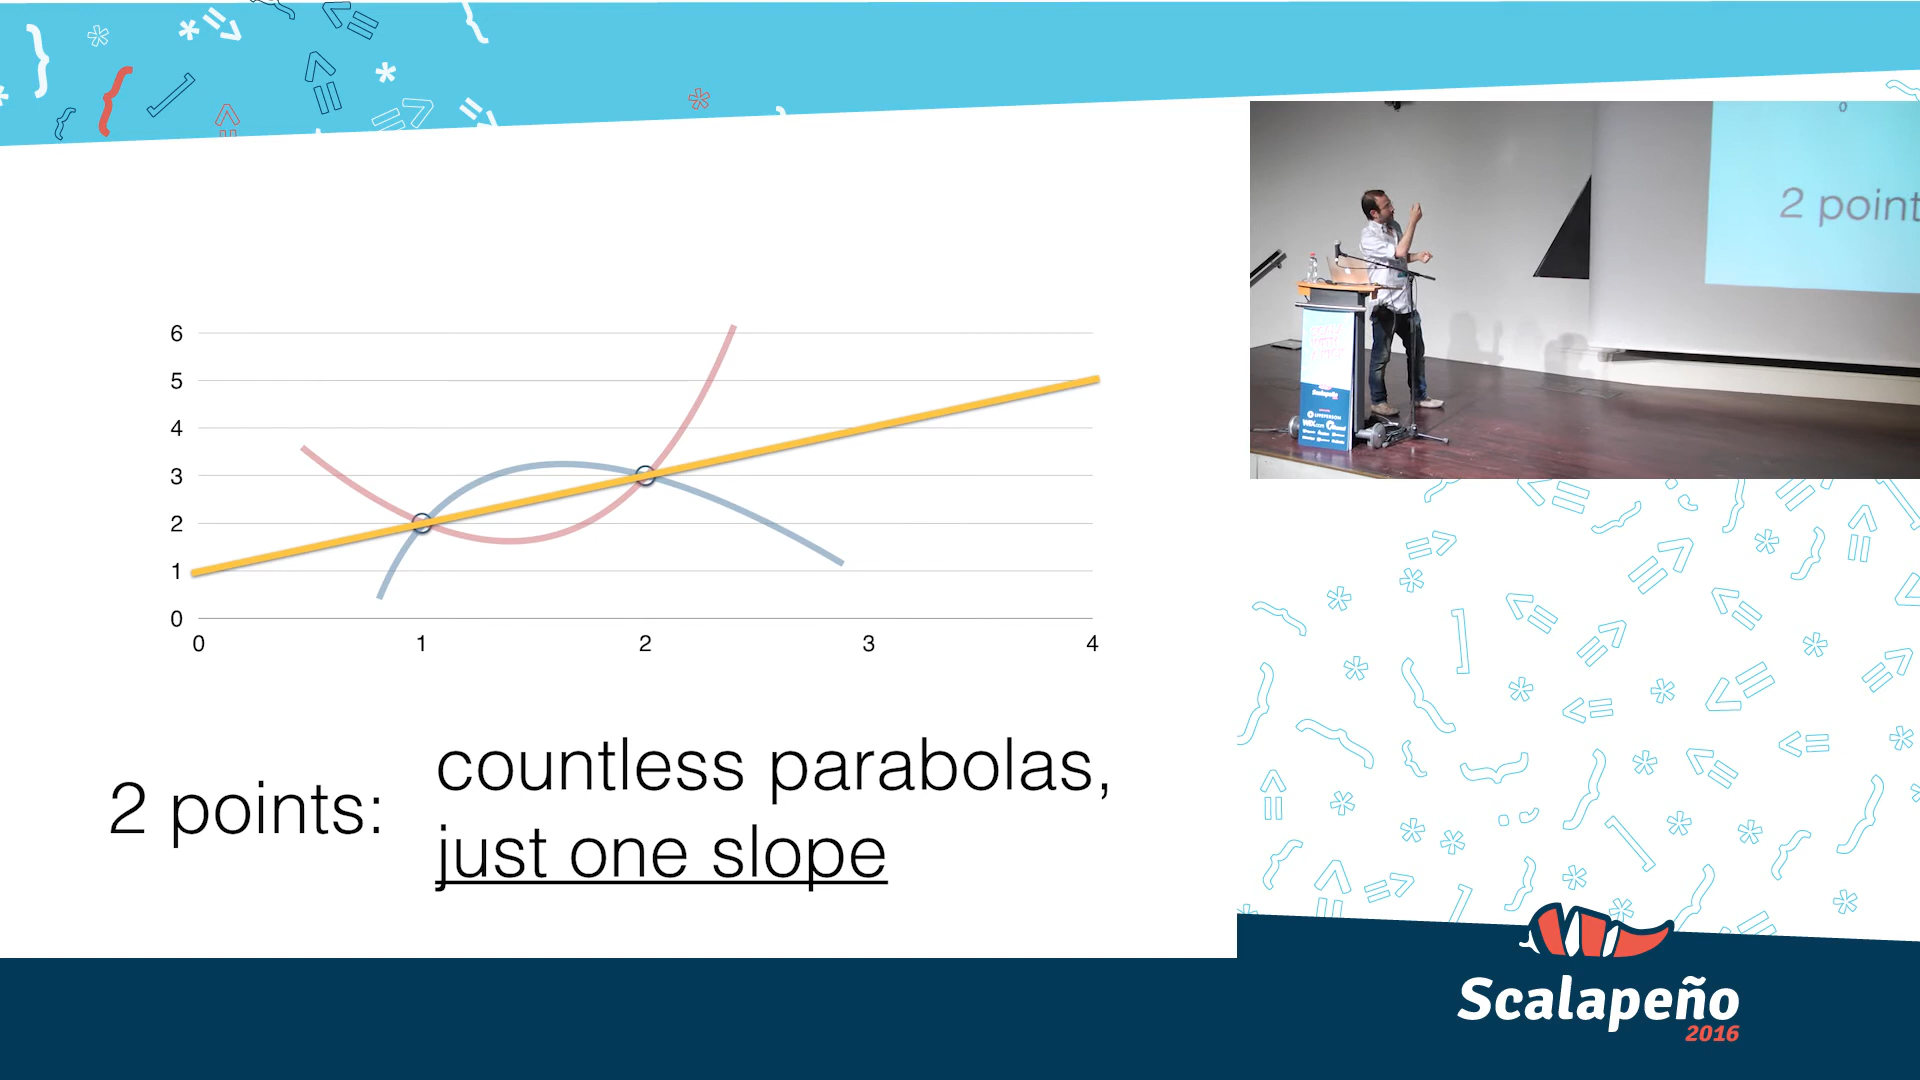 2 point
6
5
4
3
2
1
0
0 1 2 3 4
2 points:
countless parabolas,
just one slope
Scalapeño
2016